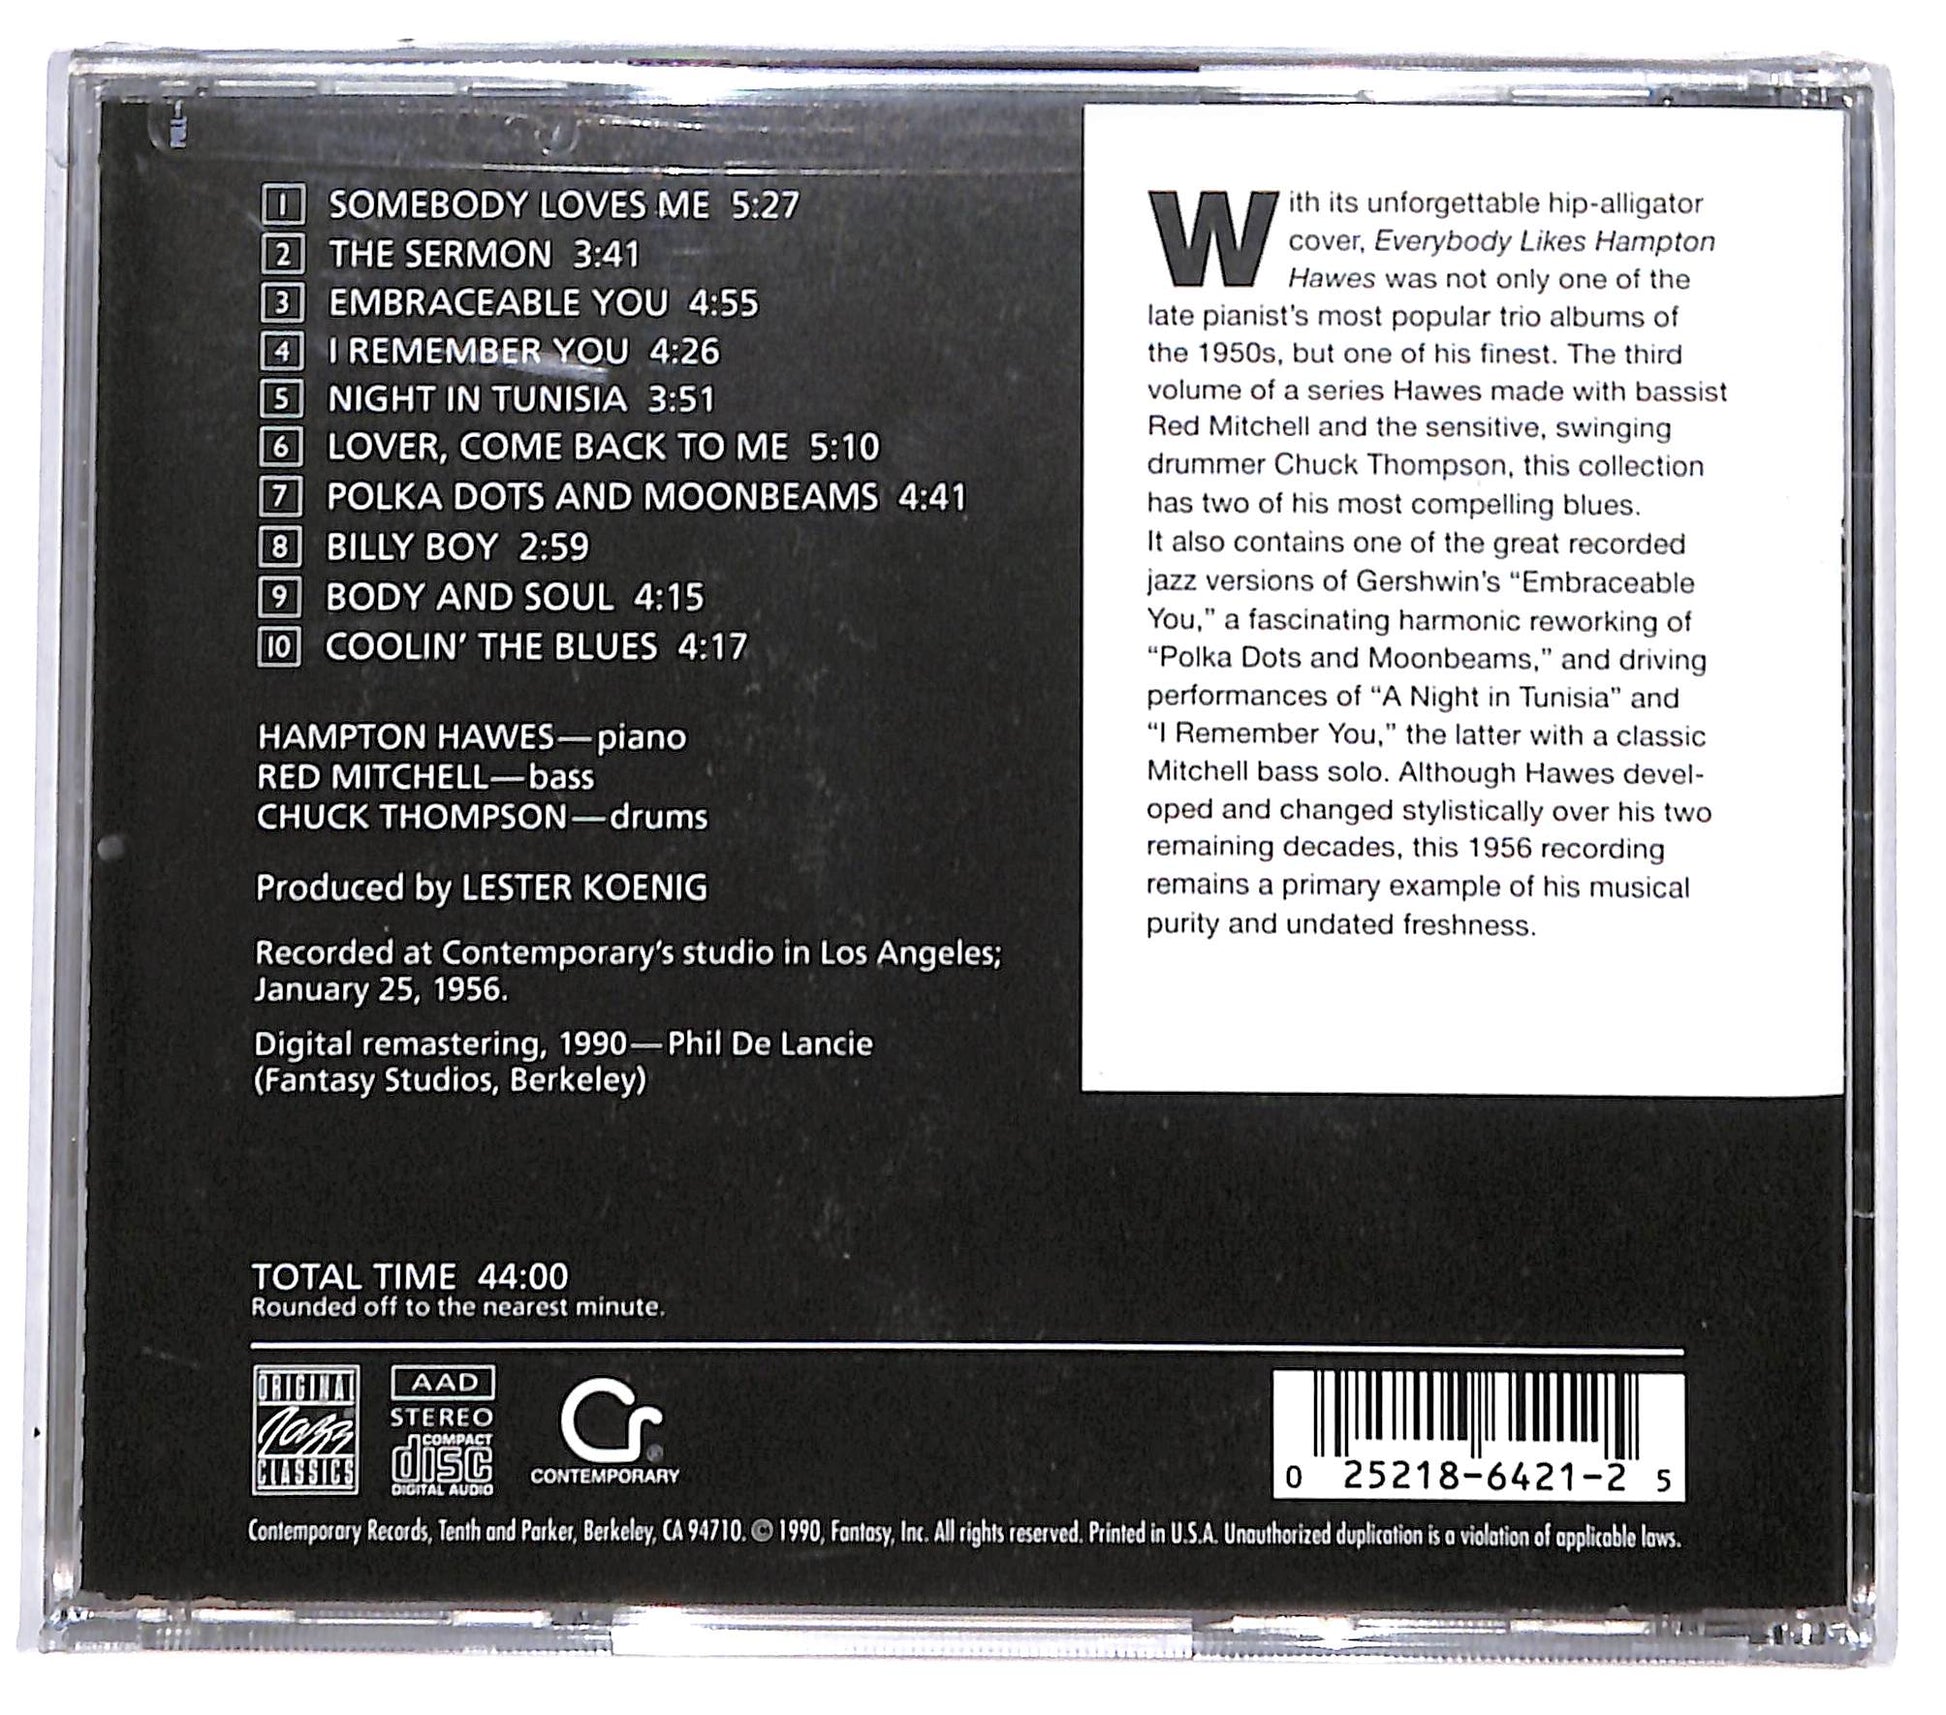 1 SOMEBODY LOVES ME 5:27
2 THE SERMON 3:41
3 EMBRACEABLE YOU 4:55
4 I REMEMBER YOU 4:26
5 NIGHT IN TUNISIA 3:51
6 LOVER, COME BACK TO ME 5:10
7 POLKA DOTS AND MOONBEAMS 4:41
8 BILLY BOY 2:59
9 BODY AND SOUL 4:15
10 COOLIN' THE BLUES 4:17
HAMPTON HAWES—piano
RED MITCHELL—bass
CHUCK THOMPSON—drums
Produced by LESTER KOENIG
Recorded at Contemporary's studio in Los Angeles;
January 25, 1956.
Digital remastering, 1990—Phil De Lancie
(Fantasy Studios, Berkeley)
TOTAL TIME 44:00
Rounded off to the nearest minute.
With its unforgettable hip-alligator
cover, Everybody Likes Hampton
Hawes was not only one of the
late pianist's most popular trio albums of
the 1950s, but one of his finest. The third
volume of a series Hawes made with bassist
Red Mitchell and the sensitive, swinging
drummer Chuck Thompson, this collection
has two of his most compelling blues.
It also contains one of the great recorded
jazz versions of Gershwin's “Embraceable
You,” a fascinating harmonic reworking of
“Polka Dots and Moonbeams,” and driving
performances of “A Night in Tunisia” and
“I Remember You,” the latter with a classic
Mitchell bass solo. Although Hawes devel-
oped and changed stylistically over his two
remaining decades, this 1956 recording
remains a primary example of his musical
purity and undated freshness.
ORIGINAL
Jazz
CLASSICS
AAD
STEREO
COMPACT
disc
DIGITAL AUDIO
Cr®
CONTEMPORARY
0 25218-6421-2 5
Contemporary Records, Tenth and Parker, Berkeley, CA 94710. © 1990, Fantasy, Inc. All rights reserved. Printed in U.S.A. Unauthorized duplication is a violation of applicable laws.